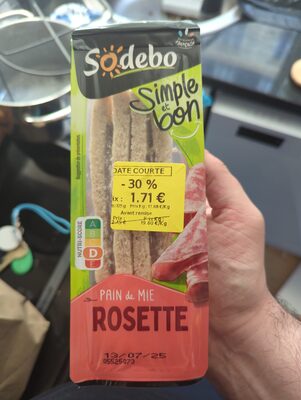 Sodebo
Simple
et
bon
DATE COURTE
- 30 %
1.71 €
Avant remise
NUTRI-SCORE
A
B
D
PAIN de MIE
ROSETTE
13/07/25